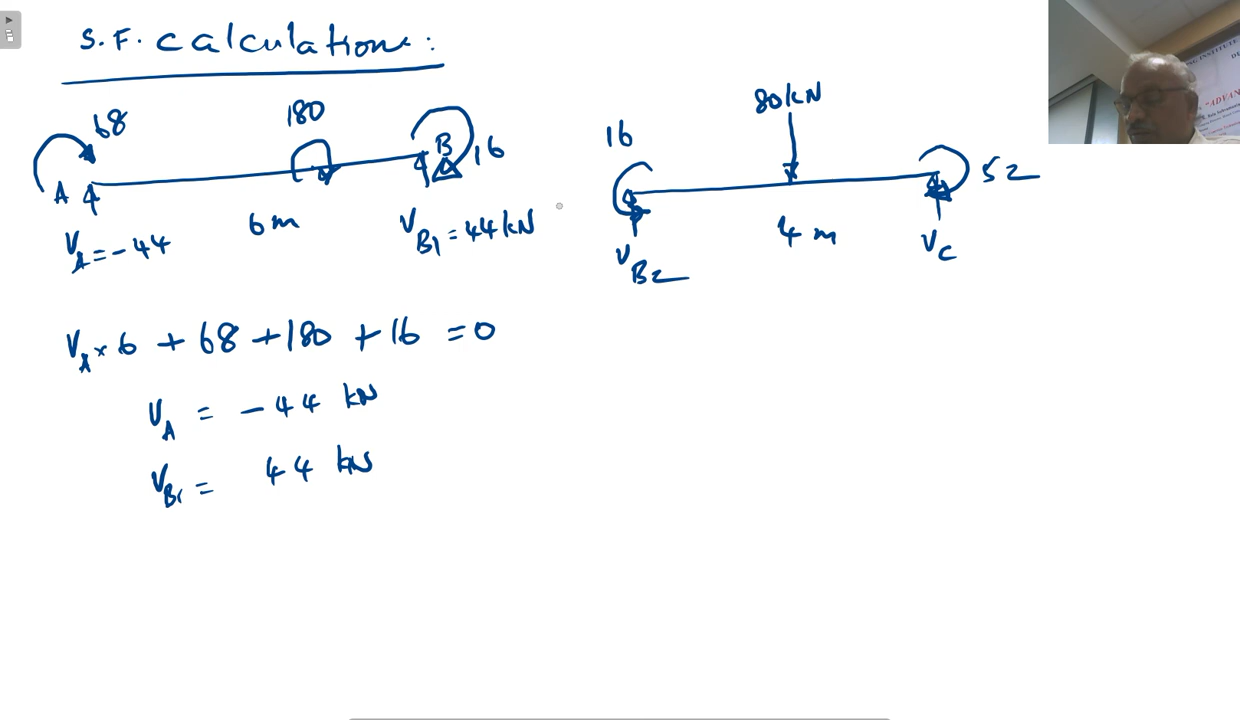 S.F. calculation :
68
180
B
16
A
6 m
V_A = -44
V_B1 = 44 kN
80 kN
16
52
4 m
V_B2
V_C
V_A × 6 + 68 + 180 + 16 = 0
V_A = -44 kN
V_B1 = 44 kN
"ADVAN